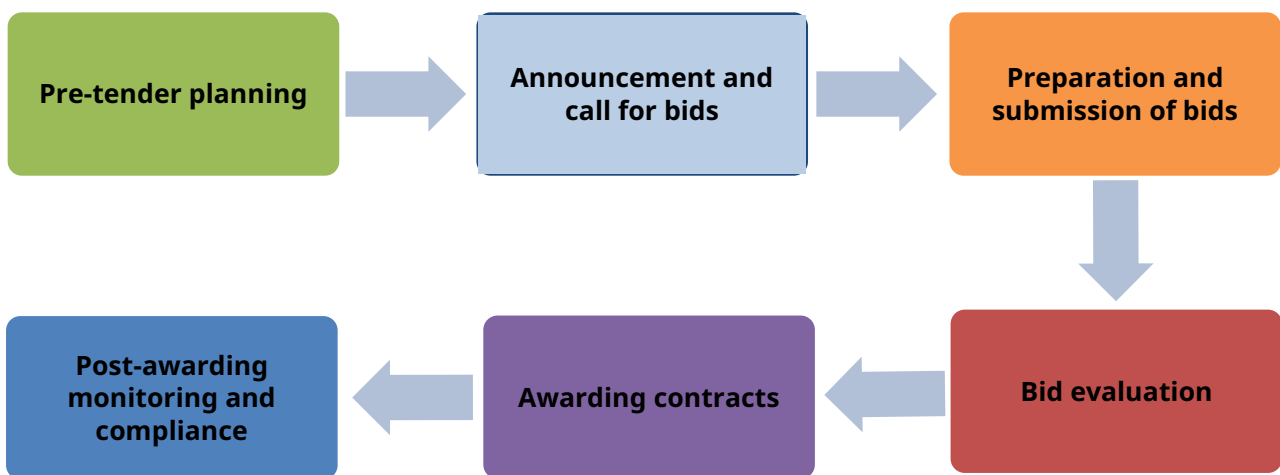 Pre-tender planning
Announcement and
call for bids
Preparation and
submission of bids
Bid evaluation
Awarding contracts
Post-awarding
monitoring and
compliance